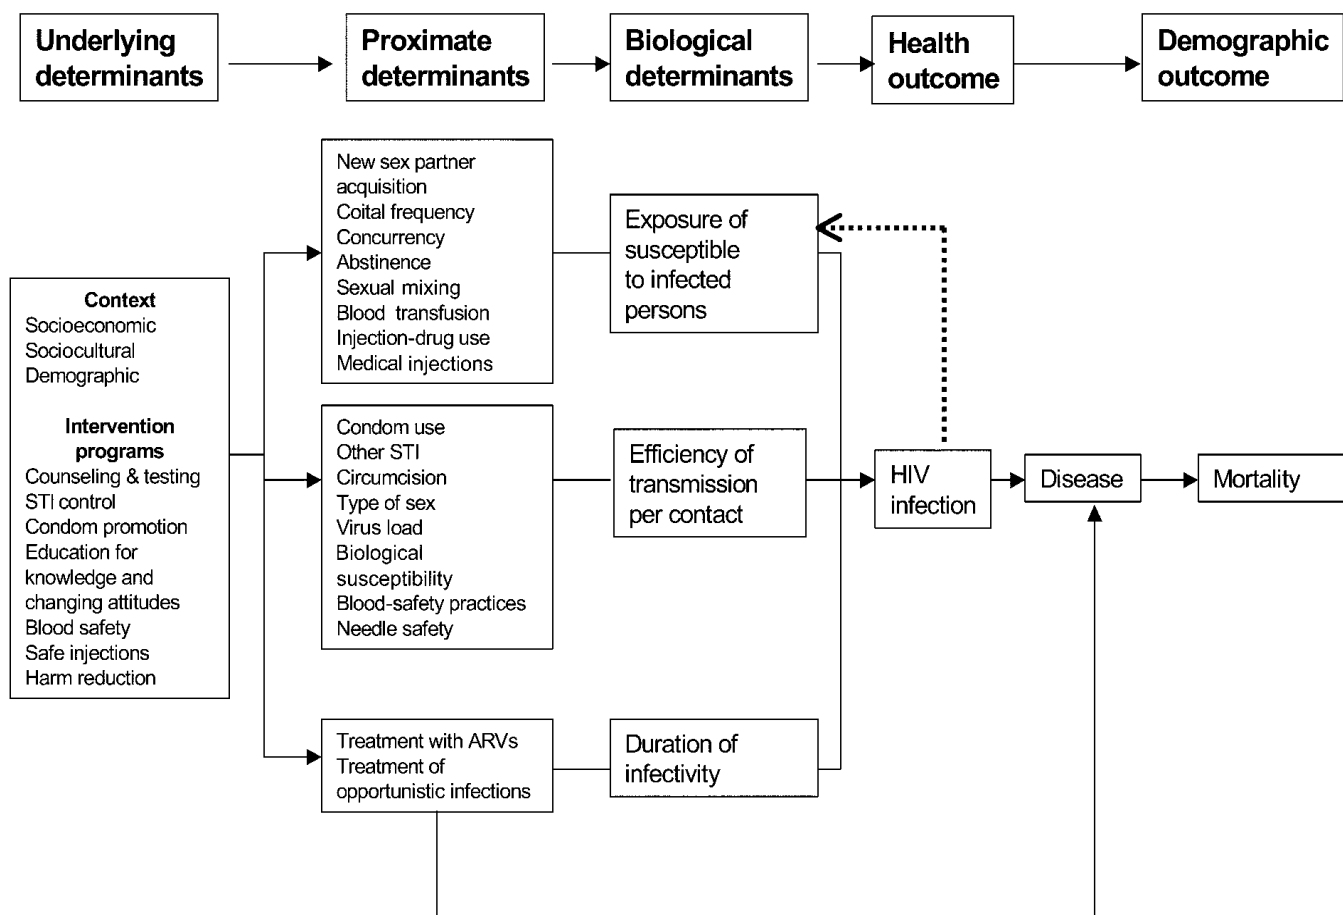 Underlying
determinants
Proximate
determinants
Biological
determinants
Health
outcome
Demographic
outcome
Context
Socioeconomic
Sociocultural
Demographic
Intervention
programs
Counseling & testing
STI control
Condom promotion
Education for
knowledge and
changing attitudes
Blood safety
Safe injections
Harm reduction
New sex partner
acquisition
Coital frequency
Concurrency
Abstinence
Sexual mixing
Blood transfusion
Injection-drug use
Medical injections
Condom use
Other STI
Circumcision
Type of sex
Virus load
Biological
susceptibility
Blood-safety practices
Needle safety
Treatment with ARVs
Treatment of
opportunistic infections
Exposure of
susceptible
to infected
persons
Efficiency of
transmission
per contact
Duration of
infectivity
HIV
infection
Disease
Mortality